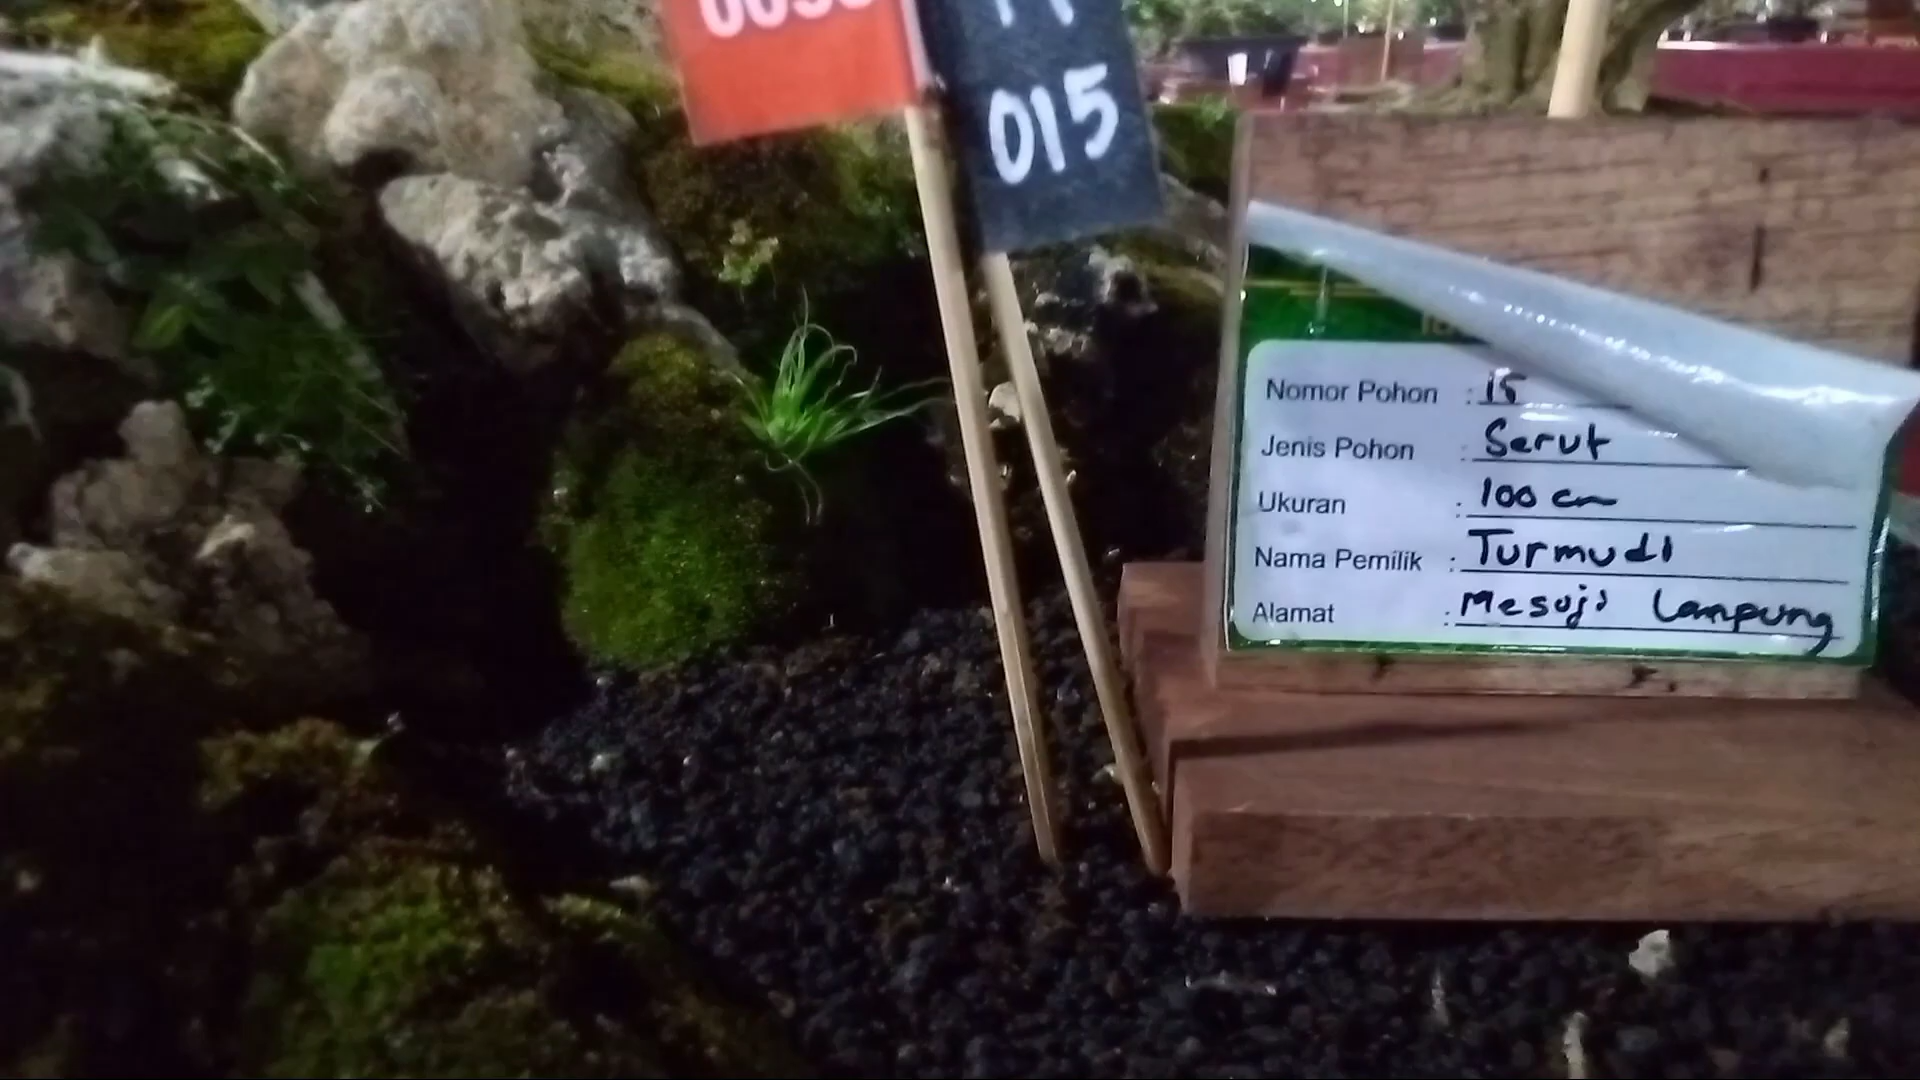 015
Nomor Pohon : 15
Jenis Pohon : Serut
Ukuran : 100 cm
Nama Pemilik : Turmudi
Alamat : Mesuji Lampung